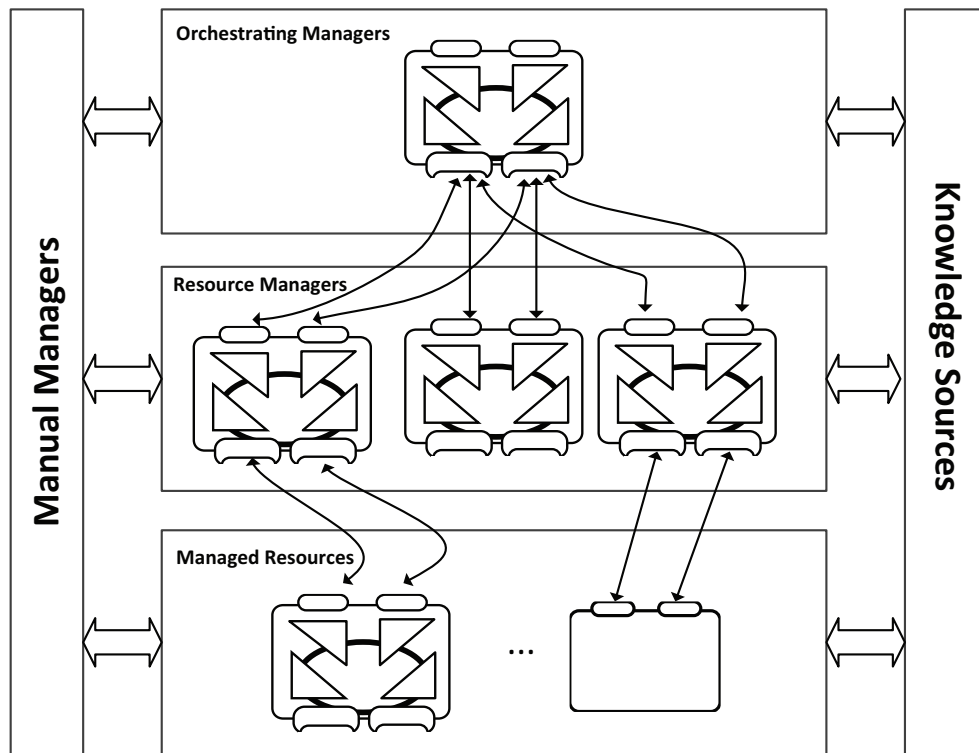 Orchestrating Managers
Manual Managers
Knowledge Sources
Resource Managers
Managed Resources
...